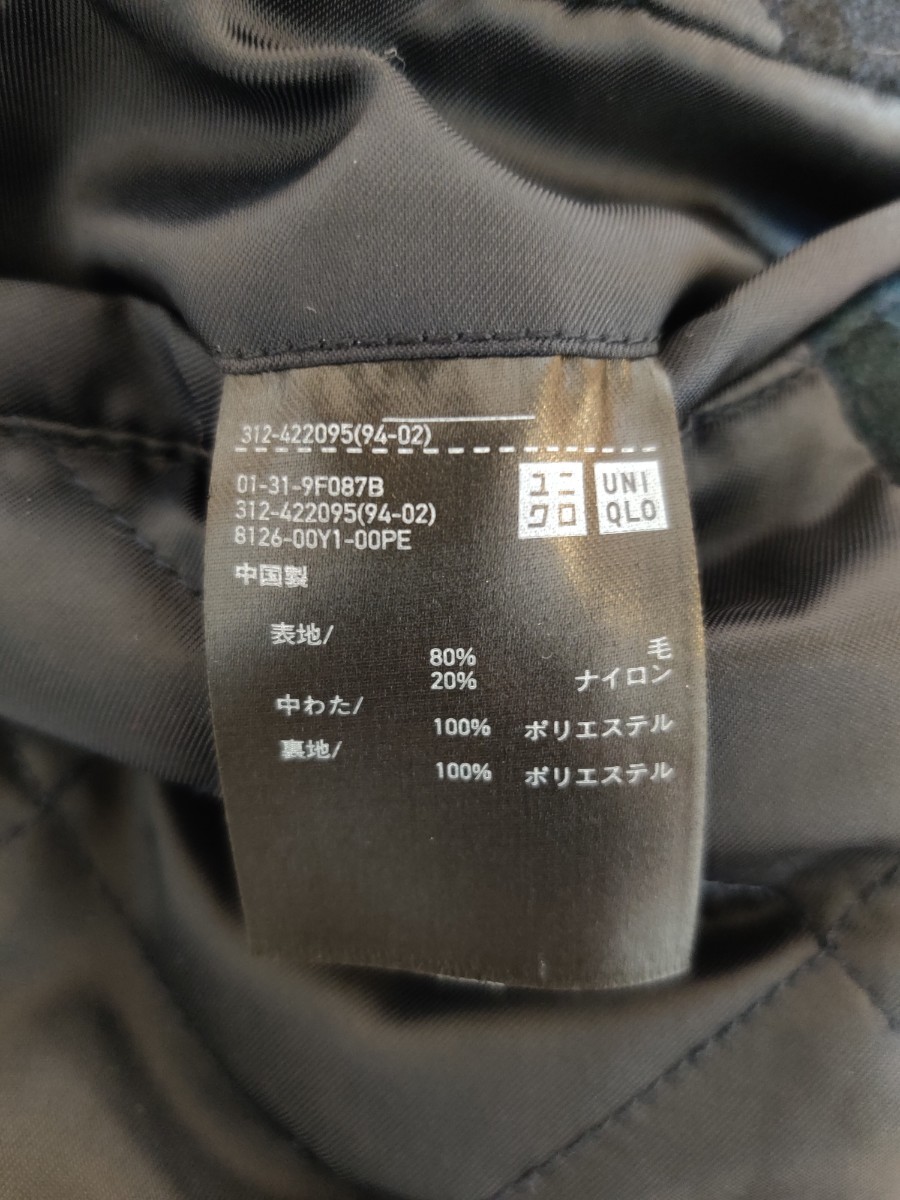 312-422095(94-02)
01-31-9F087B
312-422095(94-02)
8126-00Y1-00PE
ユニ
クロ
UNI
QLO
中国製
表地/
80% 毛
20% ナイロン
中わた/
100% ポリエステル
裏地/
100% ポリエステル